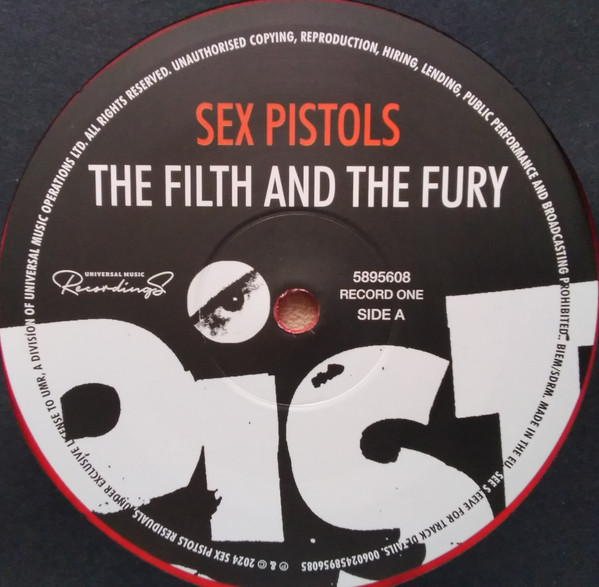 SEX PISTOLS
THE FILTH AND THE FURY
UNIVERSAL MUSIC
Recordings
5895608
RECORD ONE
SIDE A
PIST
℗ & © 2024 SEX PISTOLS RESIDUALS, UNDER EXCLUSIVE LICENSE TO UMR, A DIVISION OF UNIVERSAL MUSIC OPERATIONS LTD. ALL RIGHTS RESERVED. UNAUTHORISED COPYING, REPRODUCTION, HIRING, LENDING, PUBLIC PERFORMANCE AND BROADCASTING PROHIBITED. BIEM/SDRM. MADE IN THE EU. SEE SLEEVE FOR TRACK DETAILS. 00602458956085